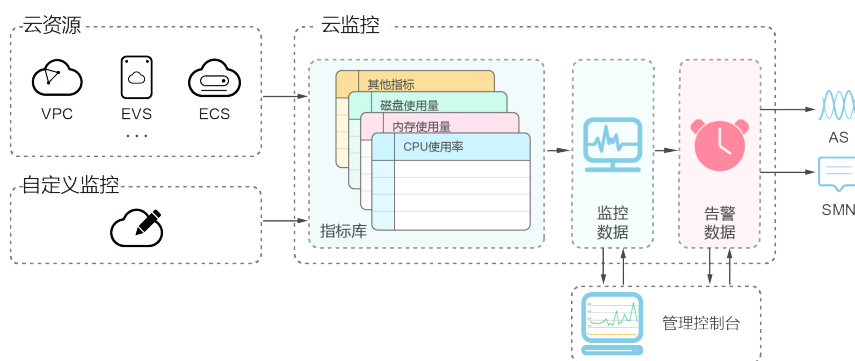 云资源
VPC
EVS
ECS
...
自定义监控
云监控
其他指标
磁盘使用量
内存使用量
CPU使用率
指标库
监控
数据
告警
数据
AS
SMN
管理控制台